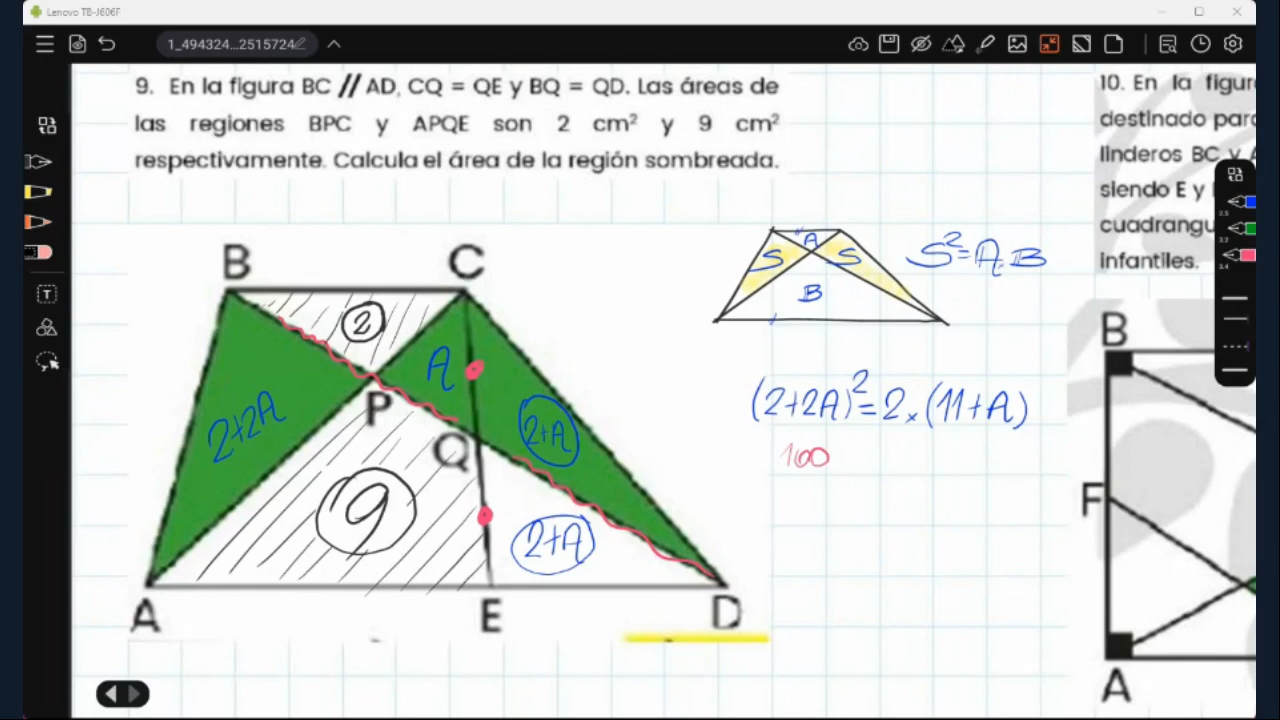 Lenovo TB-J606F
1_494324...2515724
9. En la figura BC // AD, CQ = QE y BQ = QD. Las áreas de
las regiones BPC y APQE son 2 cm² y 9 cm²
respectivamente. Calcula el área de la región sombreada.
10. En la figur
destinado para
linderos BC y A
siendo E y
cuadrangu
infantiles.
B
C
2
A
P
Q
2+2A
2+A
9
2+A
A
E
D
A
S
S
B
S²=A.B
(2+2A)²=2×(11+A)
100
B
F
A
T